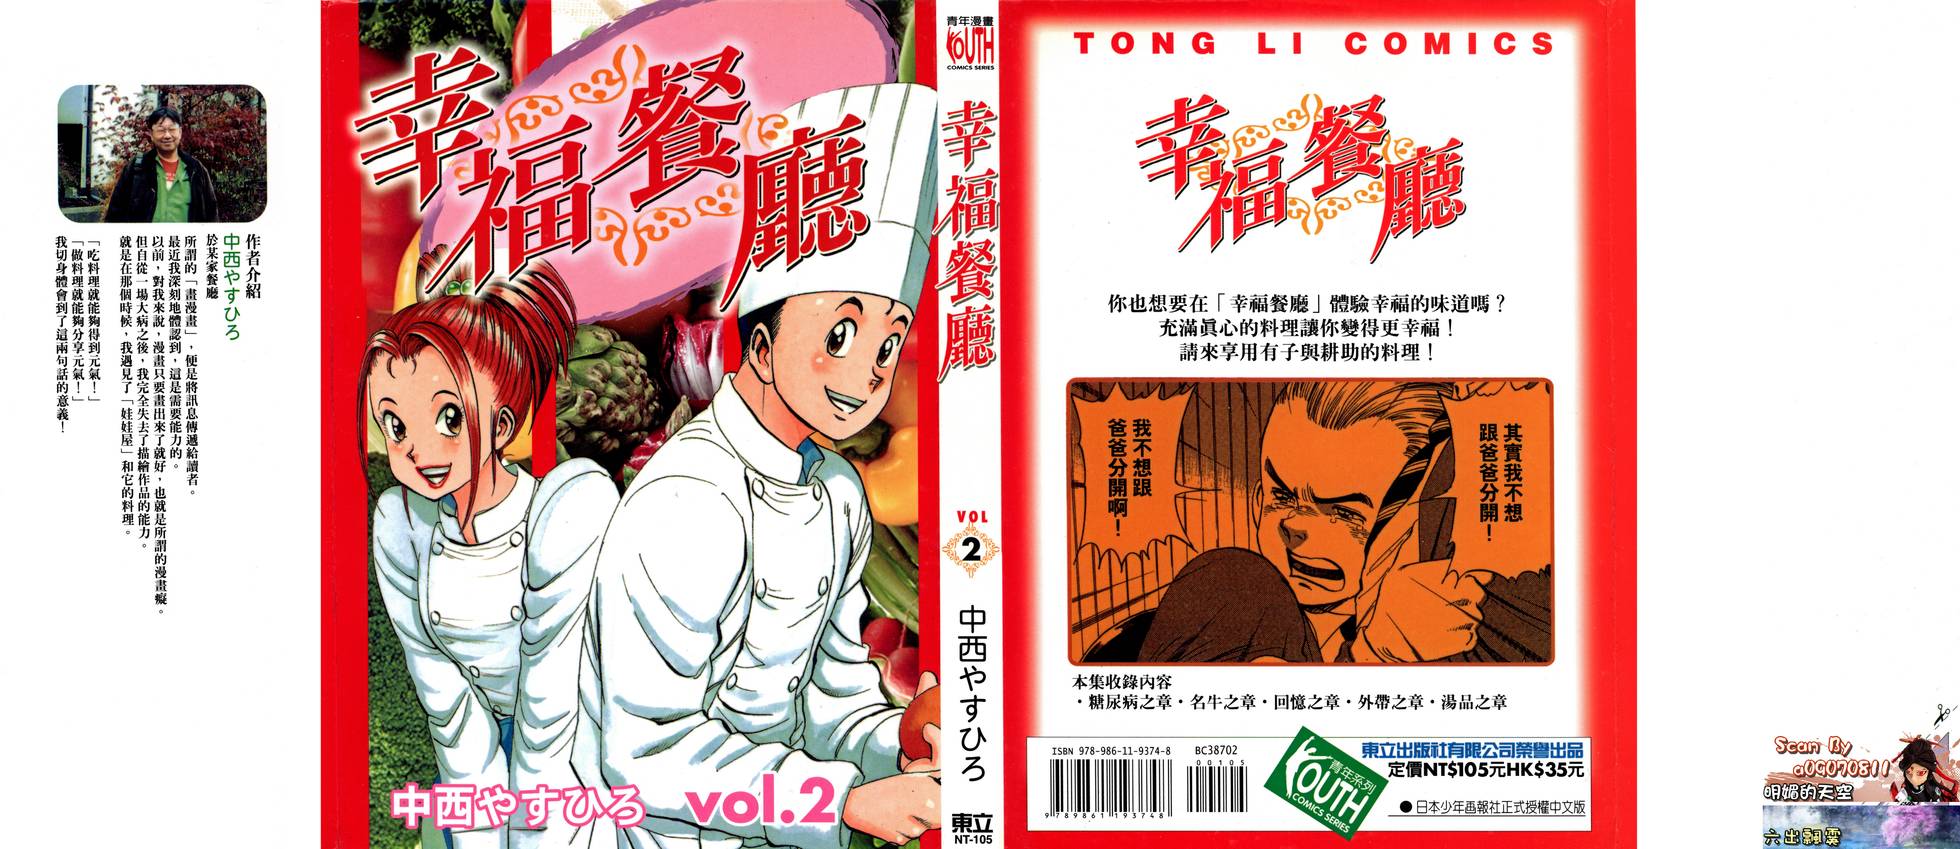 作者介紹
中西やすひろ
於某家餐廳
所謂的「畫漫畫」，便是將訊息傳遞給讀者。
最近我深刻地體認到，這是需要能力的。
以前，對我來說，漫畫只要畫出來了就好，也就是所謂的漫畫癡。
但自從一場大病之後，我完全失去了描繪作品的能力。
就是在那個時候，我遇見了「娃娃屋」和它的料理。
「吃料理就能夠得到元氣！」
「做料理就能夠分享元氣！」
我切身體會到了這兩句話的意義！
幸福餐廳
中西やすひろ
vol.2
青年漫畫
YOUTH
COMICS SERIES
幸福餐廳
VOL
2
中西やすひろ
東立
NT-105
TONG LI COMICS
幸福餐廳
你也想要在「幸福餐廳」體驗幸福的味道嗎？
充滿眞心的料理讓你變得更幸福！
請來享用有子與耕助的料理！
其實我不想
跟爸爸分開！
我不想跟
爸爸分開啊！
本集收錄內容
・糖尿病之章・名牛之章・回憶之章・外帶之章・湯品之章
ISBN 978-986-11-9374-8
BC38702
00105
9789861193748
青年系列
YOUTH
COMICS SERIES
東立出版社有限公司榮譽出品
定價NT$105元HK$35元
●日本少年畫報社正式授權中文版
Scan By
a09070811
明媚的天空
六出飄霙